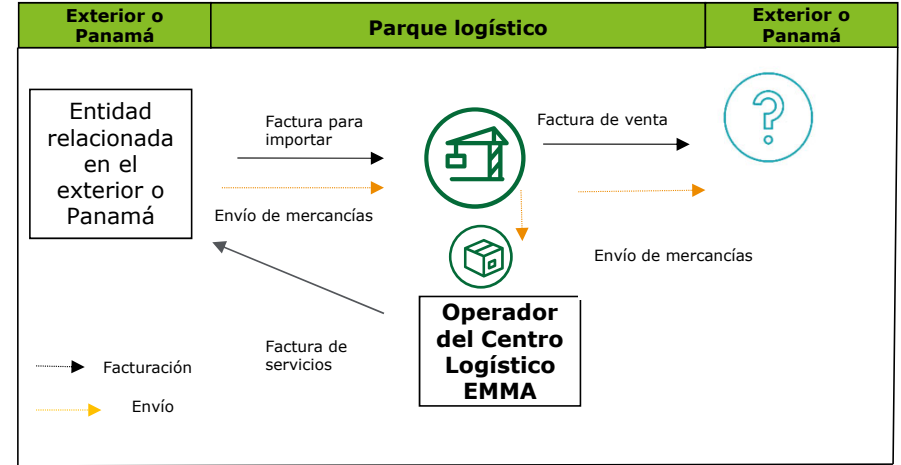 Exterior o
Panamá
Parque logístico
Exterior o
Panamá
Entidad
relacionada
en el
exterior o
Panamá
Factura para
importar
Envío de mercancías
Factura de venta
Envío de mercancías
Operador
del Centro
Logístico
EMMA
Factura de
servicios
Facturación
Envío